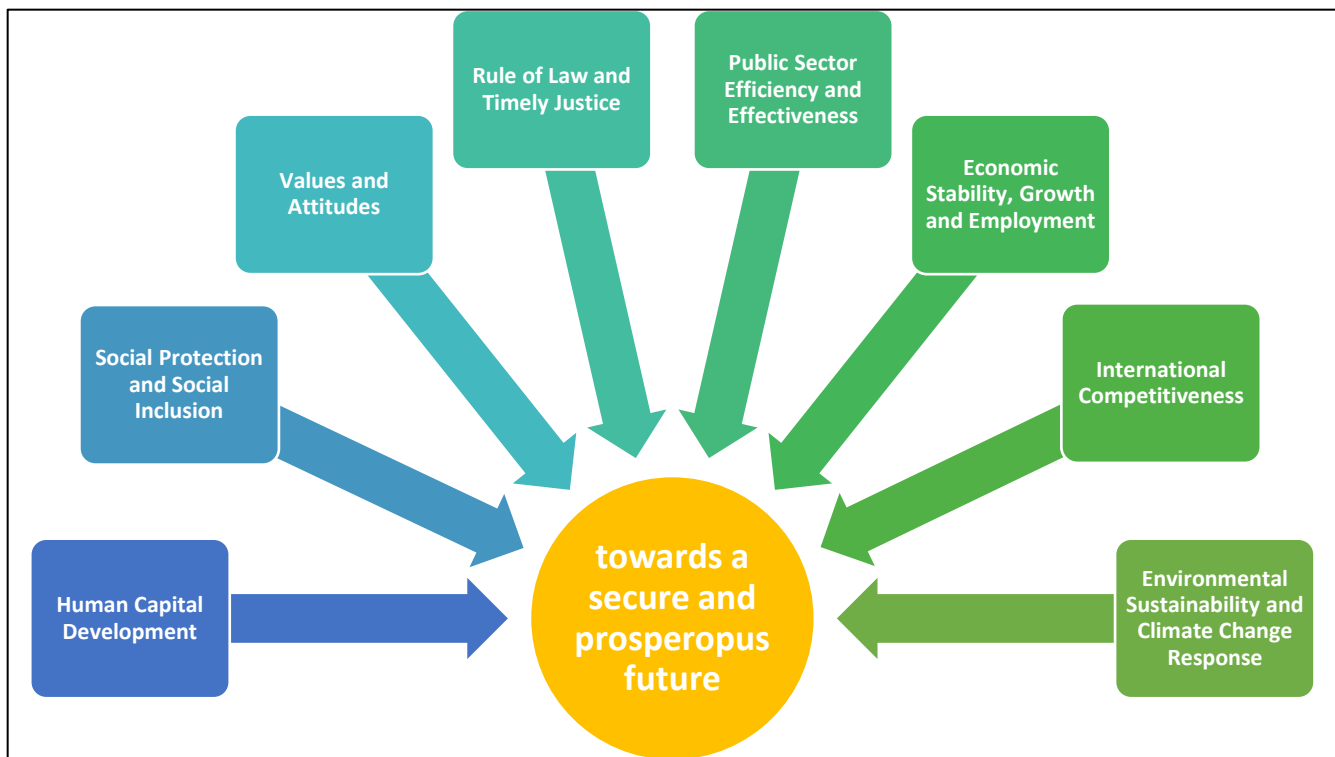 Rule of Law and
Timely Justice
Public Sector
Efficiency and
Effectiveness
Values and
Attitudes
Economic
Stability, Growth
and Employment
Social Protection
and Social
Inclusion
International
Competitiveness
Human Capital
Development
towards a
secure and
prosperopus
future
Environmental
Sustainability and
Climate Change
Response